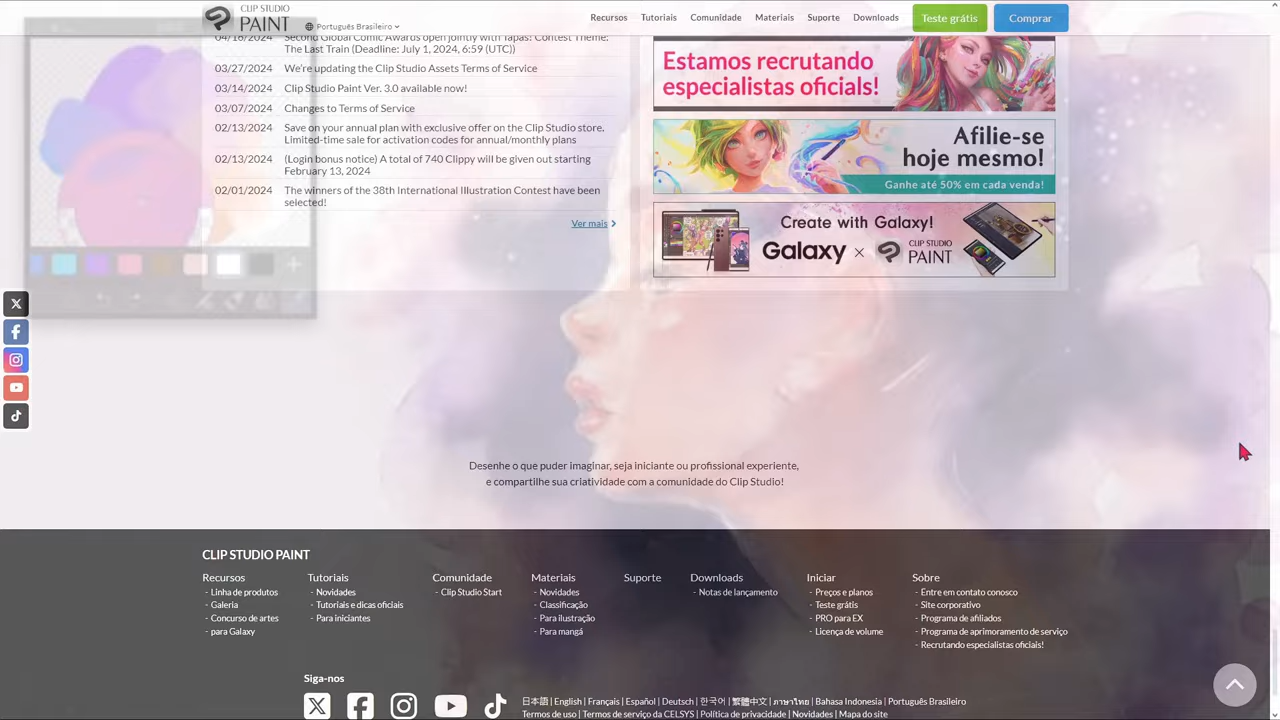 CLIP STUDIO
PAINT
Português Brasileiro
Recursos Tutoriais Comunidade Materiais Suporte Downloads Teste grátis Comprar
04/16/2024 Second Global Comic Awards open jointly with Tapas! Contest Theme:
The Last Train (Deadline: July 1, 2024, 6:59 (UTC))
03/27/2024 We're updating the Clip Studio Assets Terms of Service
03/14/2024 Clip Studio Paint Ver. 3.0 available now!
03/07/2024 Changes to Terms of Service
02/13/2024 Save on your annual plan with exclusive offer on the Clip Studio store.
Limited-time sale for activation codes for annual/monthly plans
02/13/2024 (Login bonus notice) A total of 740 Clippy will be given out starting
February 13, 2024
02/01/2024 The winners of the 38th International Illustration Contest have been
selected!
Ver mais
Estamos recrutando
especialistas oficials!
Afilie-se
hoje mesmo!
Ganhe até 50% em cada venda!
Create with Galaxy!
Galaxy × CLIP STUDIO
PAINT
Desenhe o que puder imaginar, seja iniciante ou profissional experiente,
e compartilhe sua criatividade com a comunidade do Clip Studio!
CLIP STUDIO PAINT
Recursos
- Linha de produtos
- Galeria
- Concurso de artes
- para Galaxy
Tutoriais
- Novidades
- Tutoriais e dicas oficiais
- Para iniciantes
Comunidade
- Clip Studio Start
Materiais
- Novidades
- Classificação
- Para ilustração
- Para mangá
Suporte
Downloads
- Notas de lançamento
Iniciar
- Preços e planos
- Teste grátis
- PRO para EX
- Licença de volume
Sobre
- Entre em contato conosco
- Site corporativo
- Programa de afiliados
- Programa de aprimoramento de serviço
- Recrutando especialistas oficiais!
Siga-nos
日本語 | English | Français | Español | Deutsch | 한국어 | 繁體中文 | ภาษาไทย | Bahasa Indonesia | Português Brasileiro
Termos de uso | Termos de serviço da CELSYS | Política de privacidade | Novidades | Mapa do site